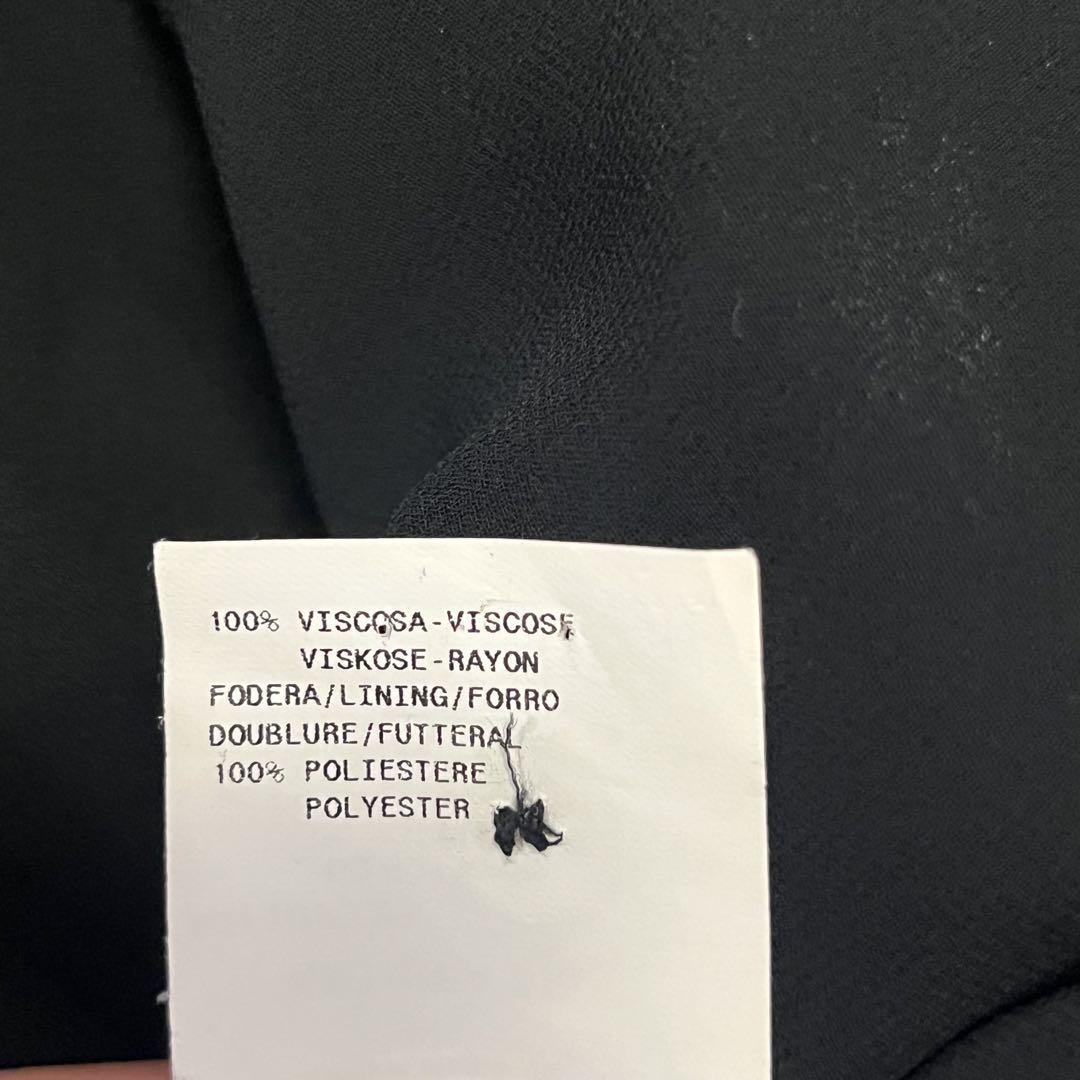 100% VISCOSA-VISCOSE
VISKOSE-RAYON
FODERA/LINING/FORRO
DOUBLURE/FUTTERAL
100% POLIESTERE
POLYESTER